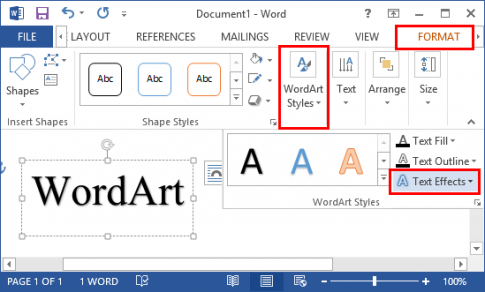 Document1 - Word
FILE LAYOUT REFERENCES MAILINGS REVIEW VIEW FORMAT
Shapes
Abc Abc Abc
WordArt Styles
Text
Arrange
Size
Insert Shapes
Shape Styles
A A A
A Text Fill
A Text Outline
A Text Effects
WordArt Styles
WordArt
PAGE 1 OF 1 1 WORD 100%